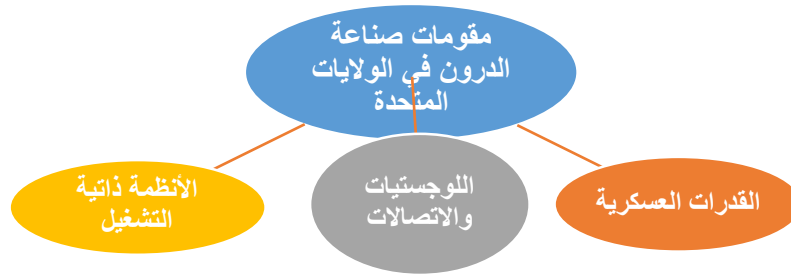 مقومات صناعة
الدرون في الولايات
المتحدة
القدرات العسكرية
اللوجستيات
والاتصالات
الأنظمة ذاتية
التشغيل